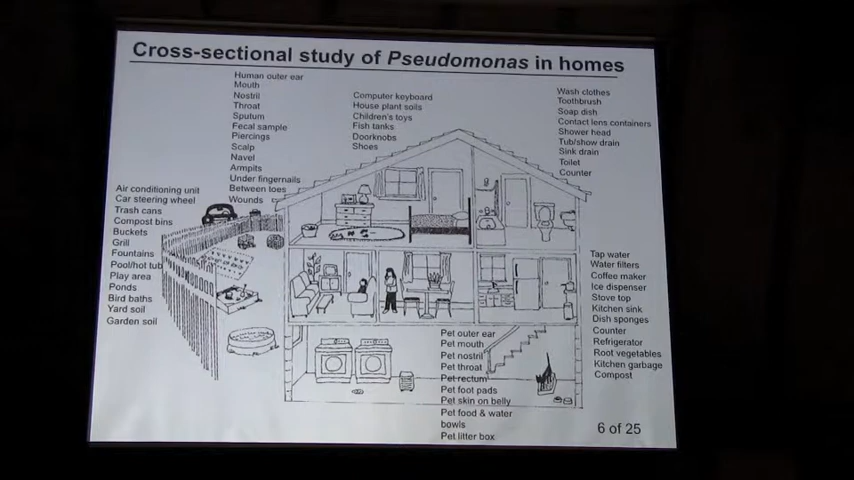 Cross-sectional study of Pseudomonas in homes
Human outer ear
Mouth
Nostril
Throat
Sputum
Fecal sample
Piercings
Scalp
Navel
Armpits
Under fingernails
Between toes
Wounds
Computer keyboard
House plant soils
Children's toys
Fish tanks
Doorknobs
Shoes
Wash clothes
Toothbrush
Soap dish
Contact lens containers
Shower head
Tub/show drain
Sink drain
Toilet
Counter
Air conditioning unit
Car steering wheel
Trash cans
Compost bins
Buckets
Grill
Fountains
Pool/hot tub
Play area
Ponds
Bird baths
Yard soil
Garden soil
Tap water
Water filters
Coffee maker
Ice dispenser
Stove top
Kitchen sink
Dish sponges
Counter
Refrigerator
Root vegetables
Kitchen garbage
Compost
Pet outer ear
Pet mouth
Pet nostril
Pet throat
Pet rectum
Pet foot pads
Pet skin on belly
Pet food & water
bowls
Pet litter box
6 of 25